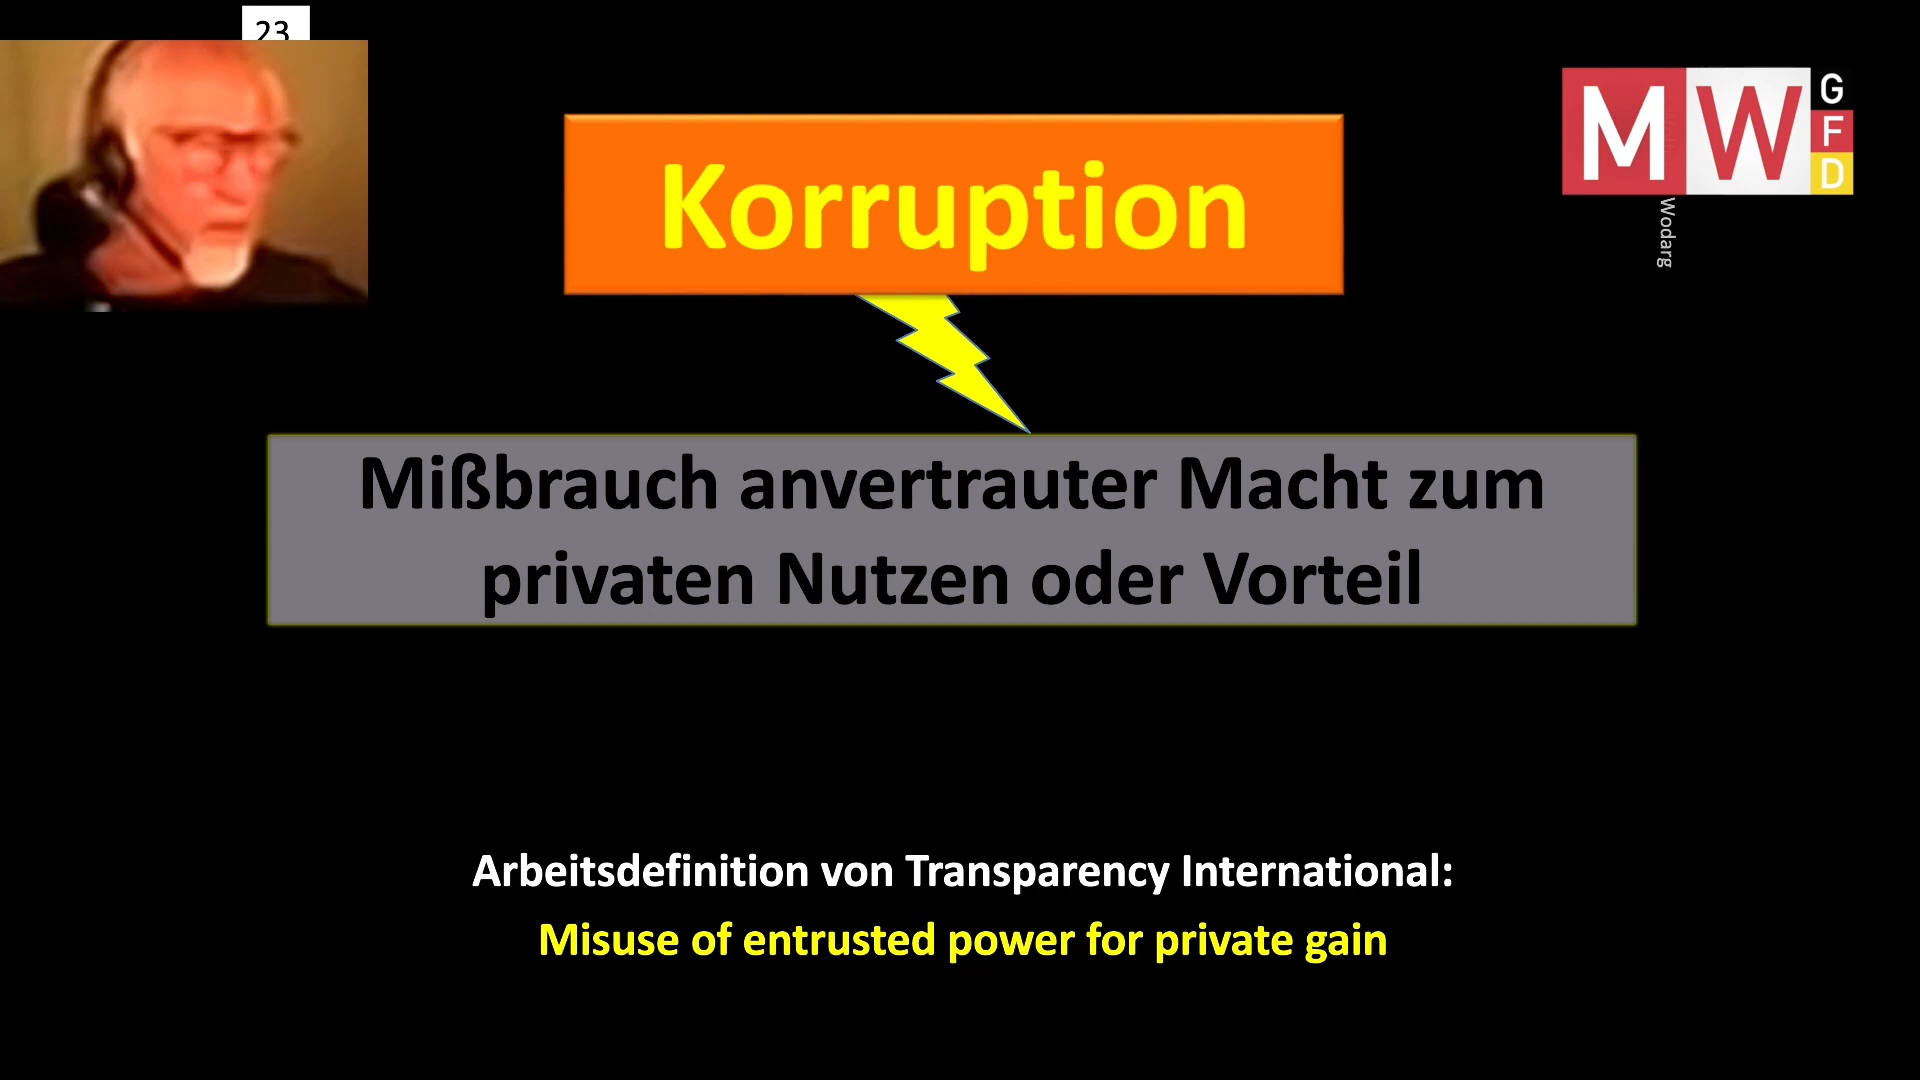 23
Korruption
MW
G
F
D
Wodarg
Mißbrauch anvertrauter Macht zum
privaten Nutzen oder Vorteil
Arbeitsdefinition von Transparency International:
Misuse of entrusted power for private gain